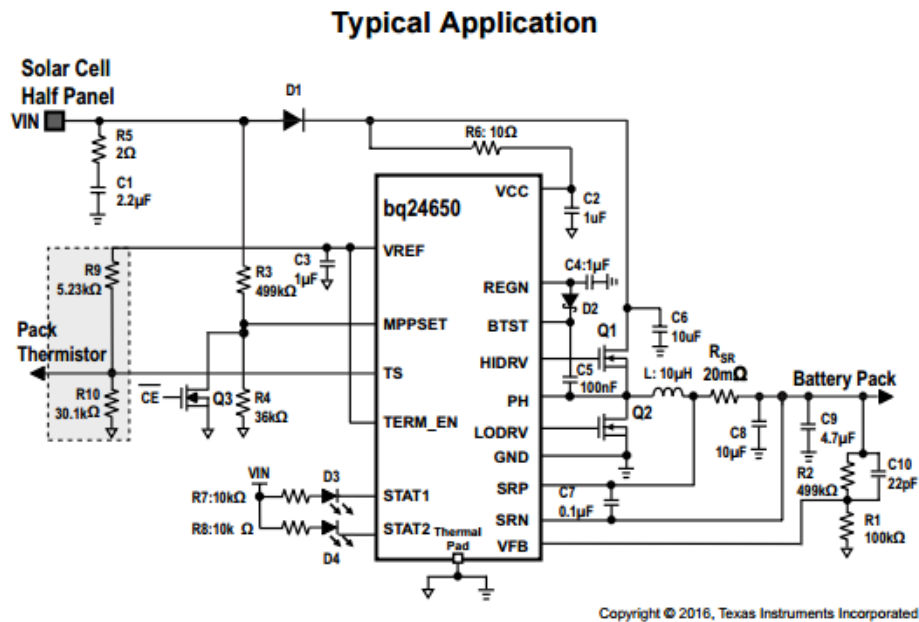 Typical Application
Solar Cell
Half Panel
VIN
D1
R5
2Ω
C1
2.2µF
R6: 10Ω
VCC
C2
1uF
bq24650
VREF
C3
1µF
R9
5.23kΩ
R3
499kΩ
C4:1µF
REGN
D2
BTST
Q1
C6
10uF
MPPSET
Pack
Thermistor
HIDRV
RSR
20mΩ
L: 10µH
Battery Pack
TS
C5
100nF
R10
30.1kΩ
CE
Q3
R4
36kΩ
PH
Q2
C8
10µF
C9
4.7µF
TERM_EN
LODRV
GND
R2
499kΩ
C10
22pF
VIN
D3
R7:10kΩ
STAT1
SRP
C7
0.1µF
R8:10k Ω
D4
STAT2
SRN
R1
100kΩ
Thermal
Pad
VFB
Copyright © 2016, Texas Instruments Incorporated